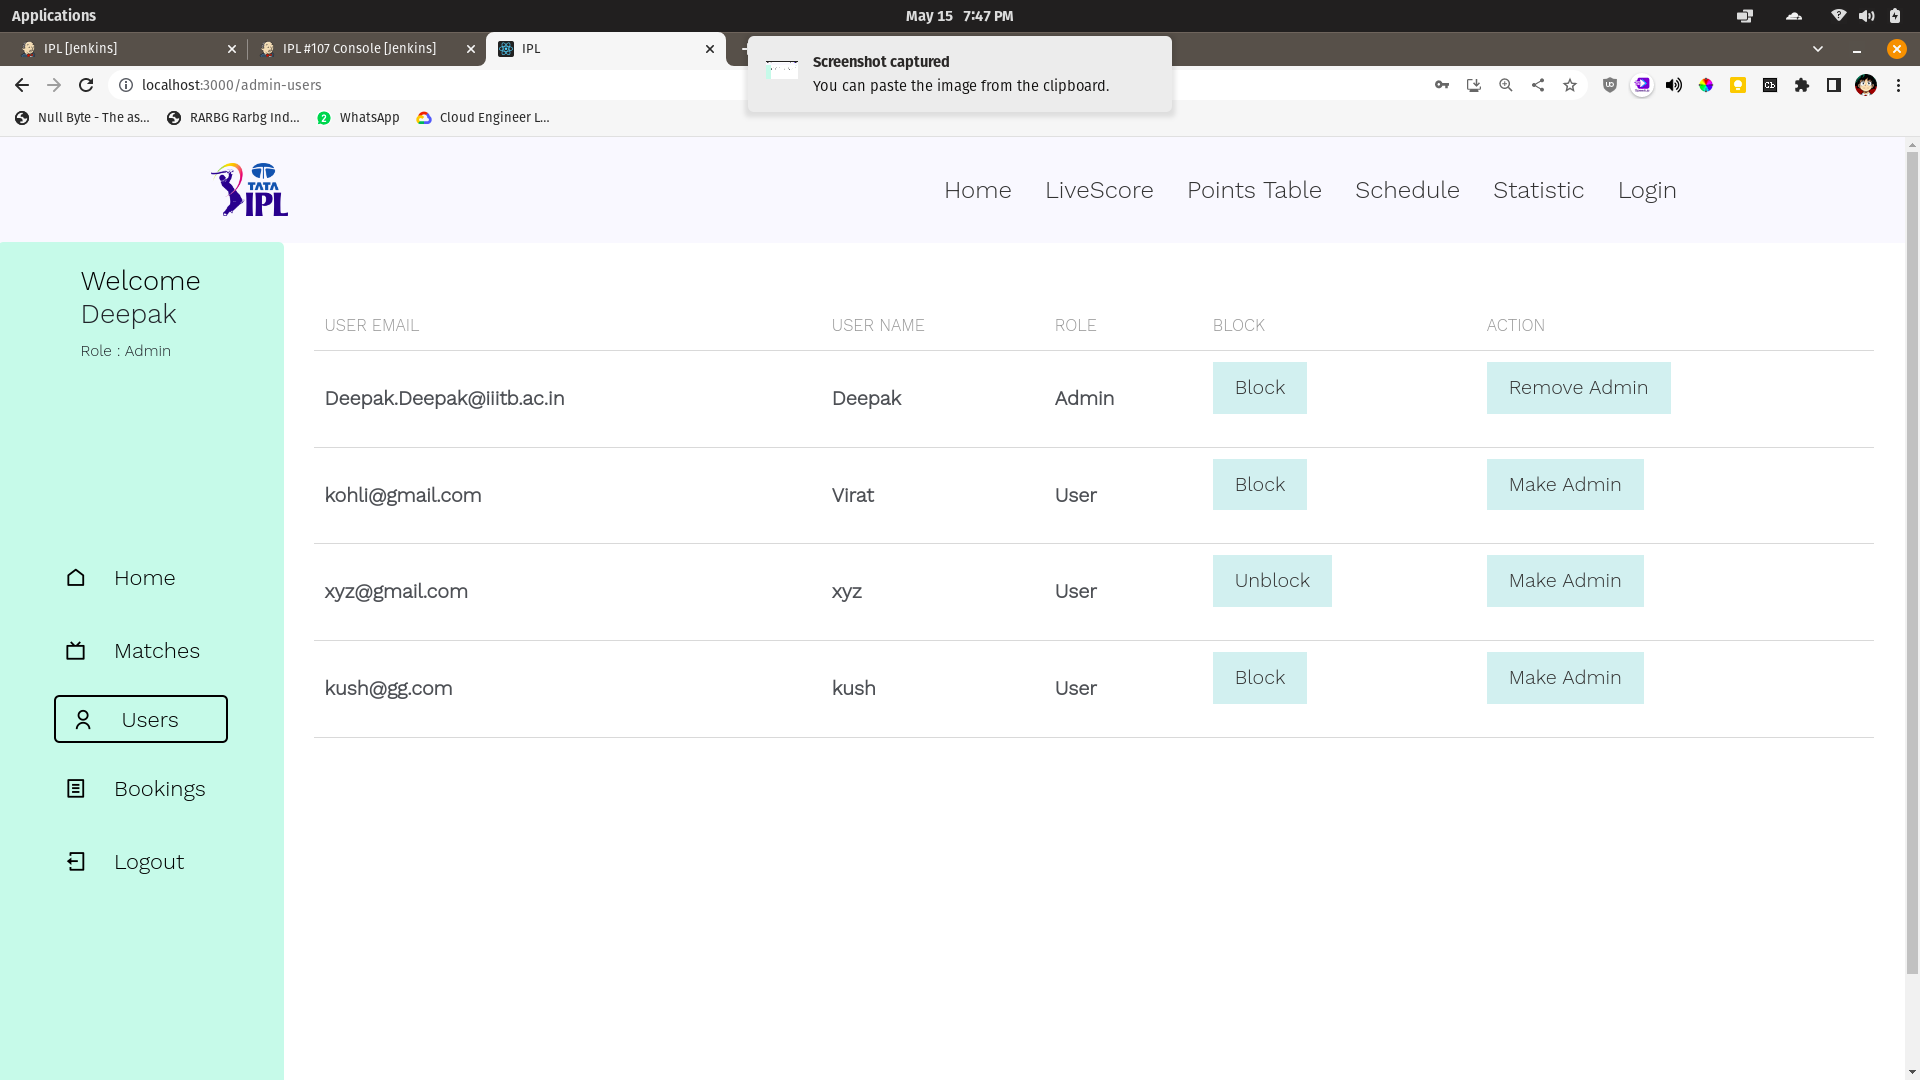 Applications
May 15 7:47 PM
IPL [Jenkins]
IPL #107 Console [Jenkins]
IPL
Screenshot captured
You can paste the image from the clipboard.
localhost:3000/admin-users
Null Byte - The as...
RARBG Rarbg Ind...
2
WhatsApp
Cloud Engineer L...
TATA
IPL
Home
LiveScore
Points Table
Schedule
Statistic
Login
Welcome
Deepak
Role : Admin
Home
Matches
Users
Bookings
Logout
USER EMAIL USER NAME ROLE BLOCK ACTION
Deepak.Deepak@iiitb.ac.in Deepak Admin Block Remove Admin
kohli@gmail.com Virat User Block Make Admin
xyz@gmail.com xyz User Unblock Make Admin
kush@gg.com kush User Block Make Admin